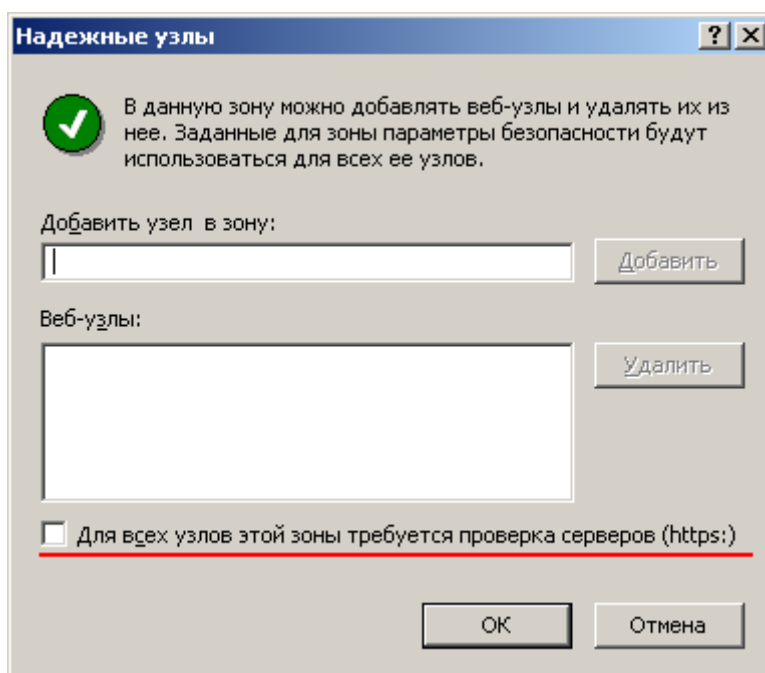 Надежные узлы
В данную зону можно добавлять веб-узлы и удалять их из
нее. Заданные для зоны параметры безопасности будут
использоваться для всех ее узлов.
Добавить узел в зону:
Добавить
Веб-узлы:
Удалить
Для всех узлов этой зоны требуется проверка серверов (https:)
ОК
Отмена